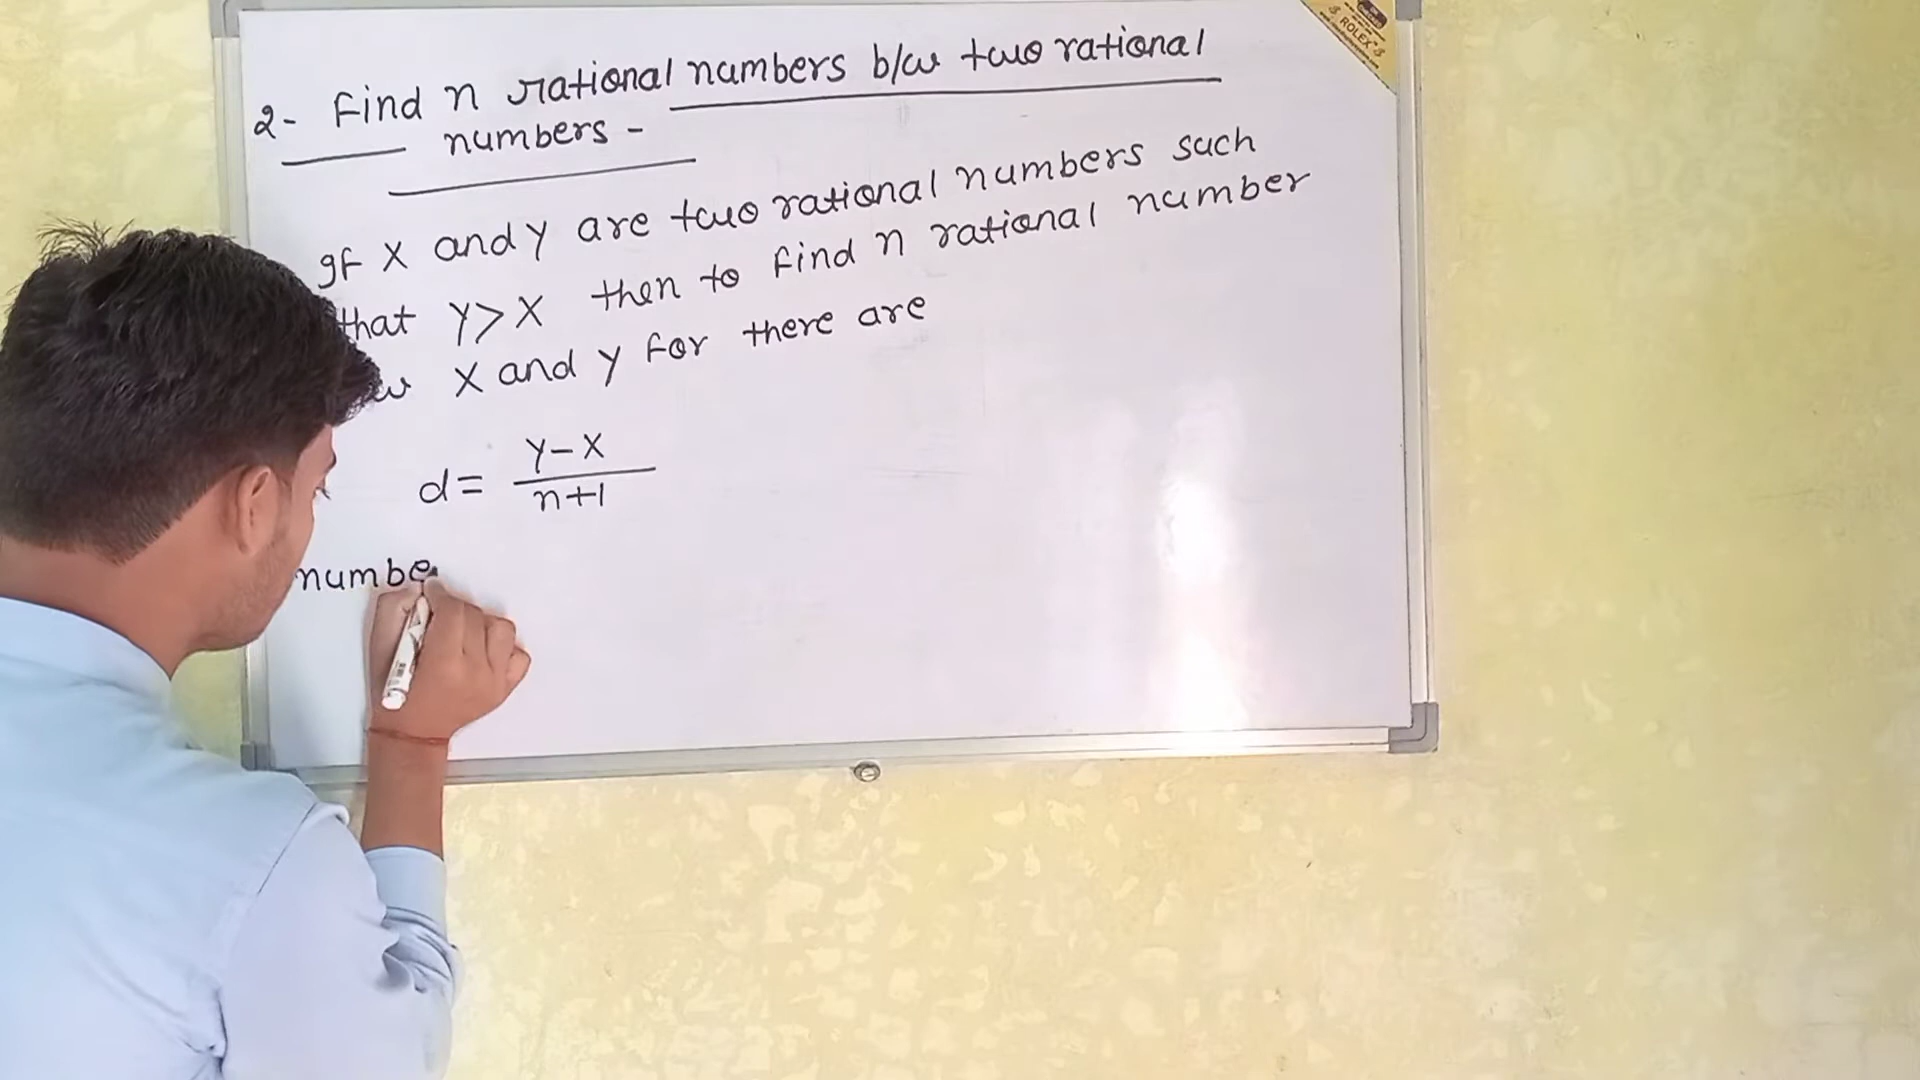 2- Find n rational numbers b/w two rational
numbers -
If X and Y are two rational numbers such
that Y>X then to find n rational number
X and y for there are
d= Y-X
n+1
numbe
ROLEX